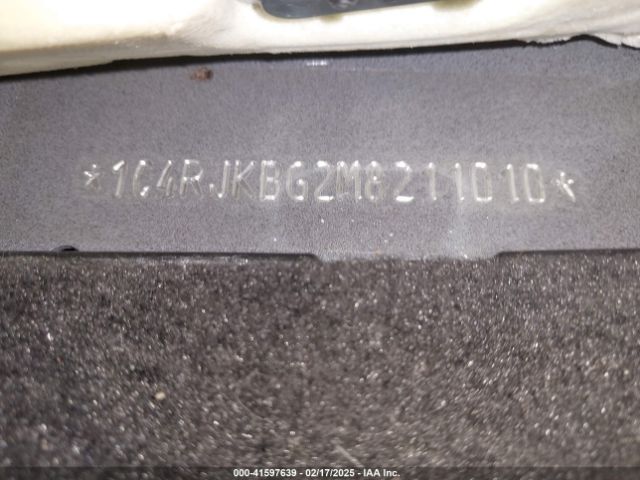 *1C4RJKBG2M8211010*
000-41597639 - 02/17/2025 - IAA Inc.